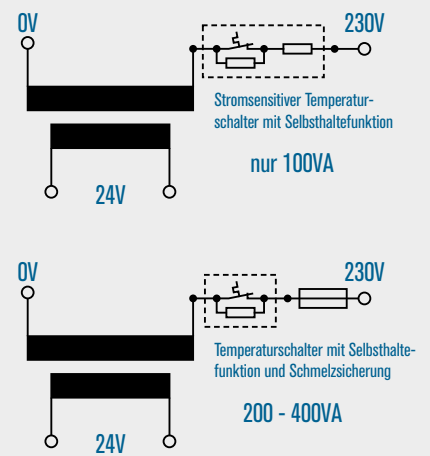 0V
230V
Stromsensitiver Temperatur-
schalter mit Selbsthaltefunktion
nur 100VA
24V
0V
230V
Temperaturschalter mit Selbsthalte-
funktion und Schmelzsicherung
200 - 400VA
24V